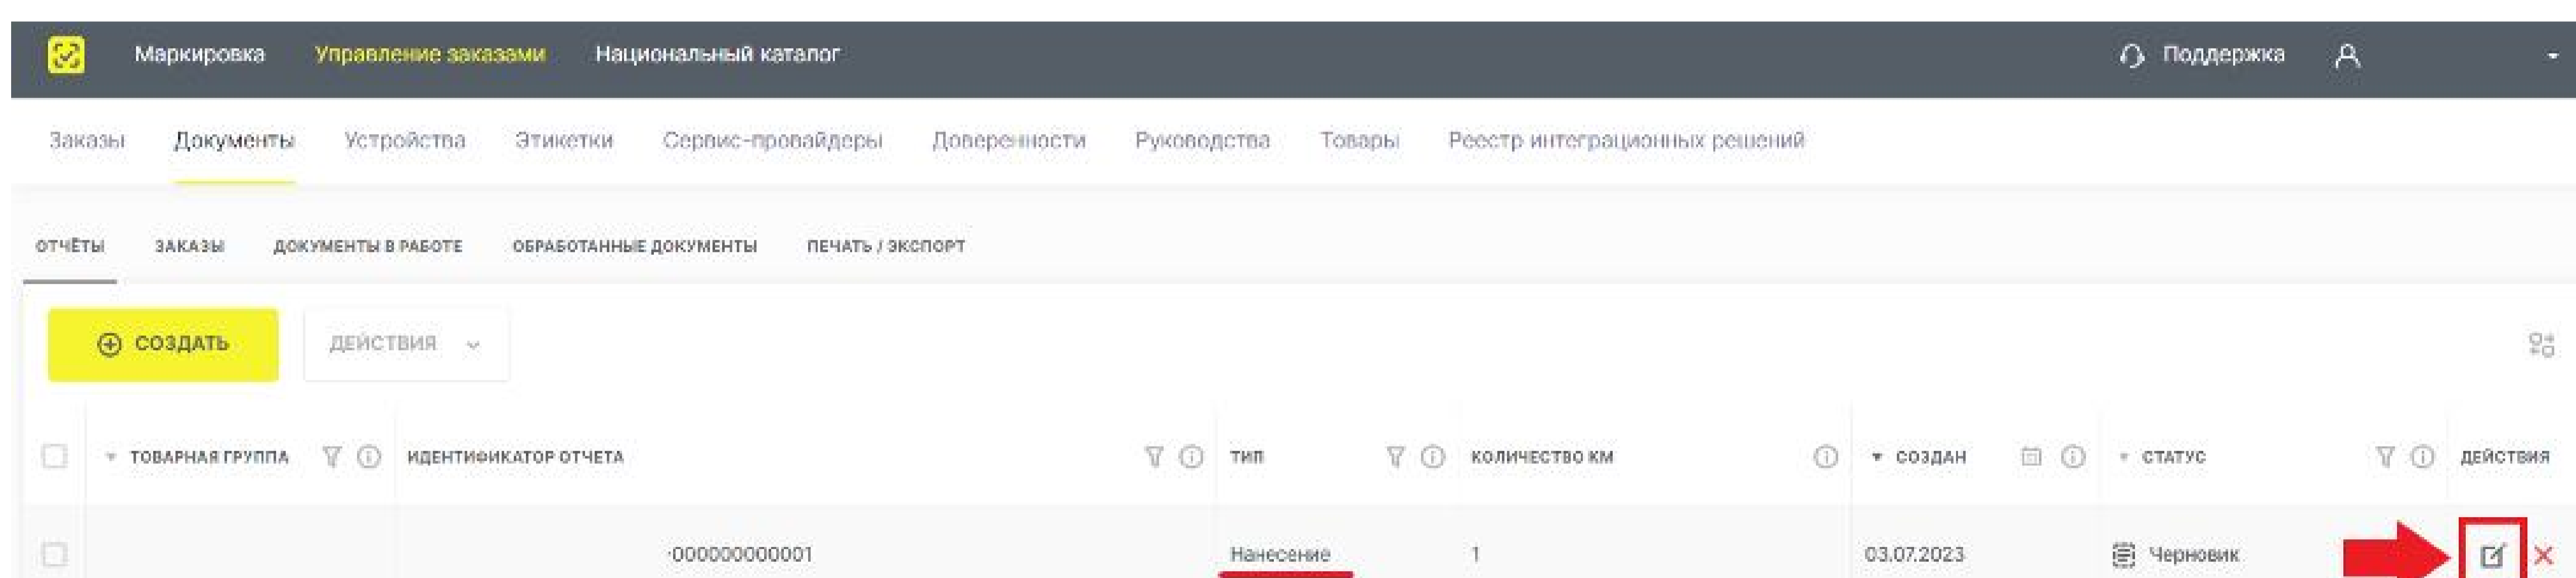 Маркировка Управление заказами Национальный каталог Поддержка
Заказы Документы Устройства Этикетки Сервис-провайдеры Доверенности Руководства Товары Реестр интеграционных решений
ОТЧЁТЫ ЗАКАЗЫ ДОКУМЕНТЫ В РАБОТЕ ОБРАБОТАННЫЕ ДОКУМЕНТЫ ПЕЧАТЬ / ЭКСПОРТ
СОЗДАТЬ ДЕЙСТВИЯ
ТОВАРНАЯ ГРУППА ИДЕНТИФИКАТОР ОТЧЕТА ТИП КОЛИЧЕСТВО КМ СОЗДАН СТАТУС ДЕЙСТВИЯ
-000000000001 Нанесение 1 03.07.2023 Черновик